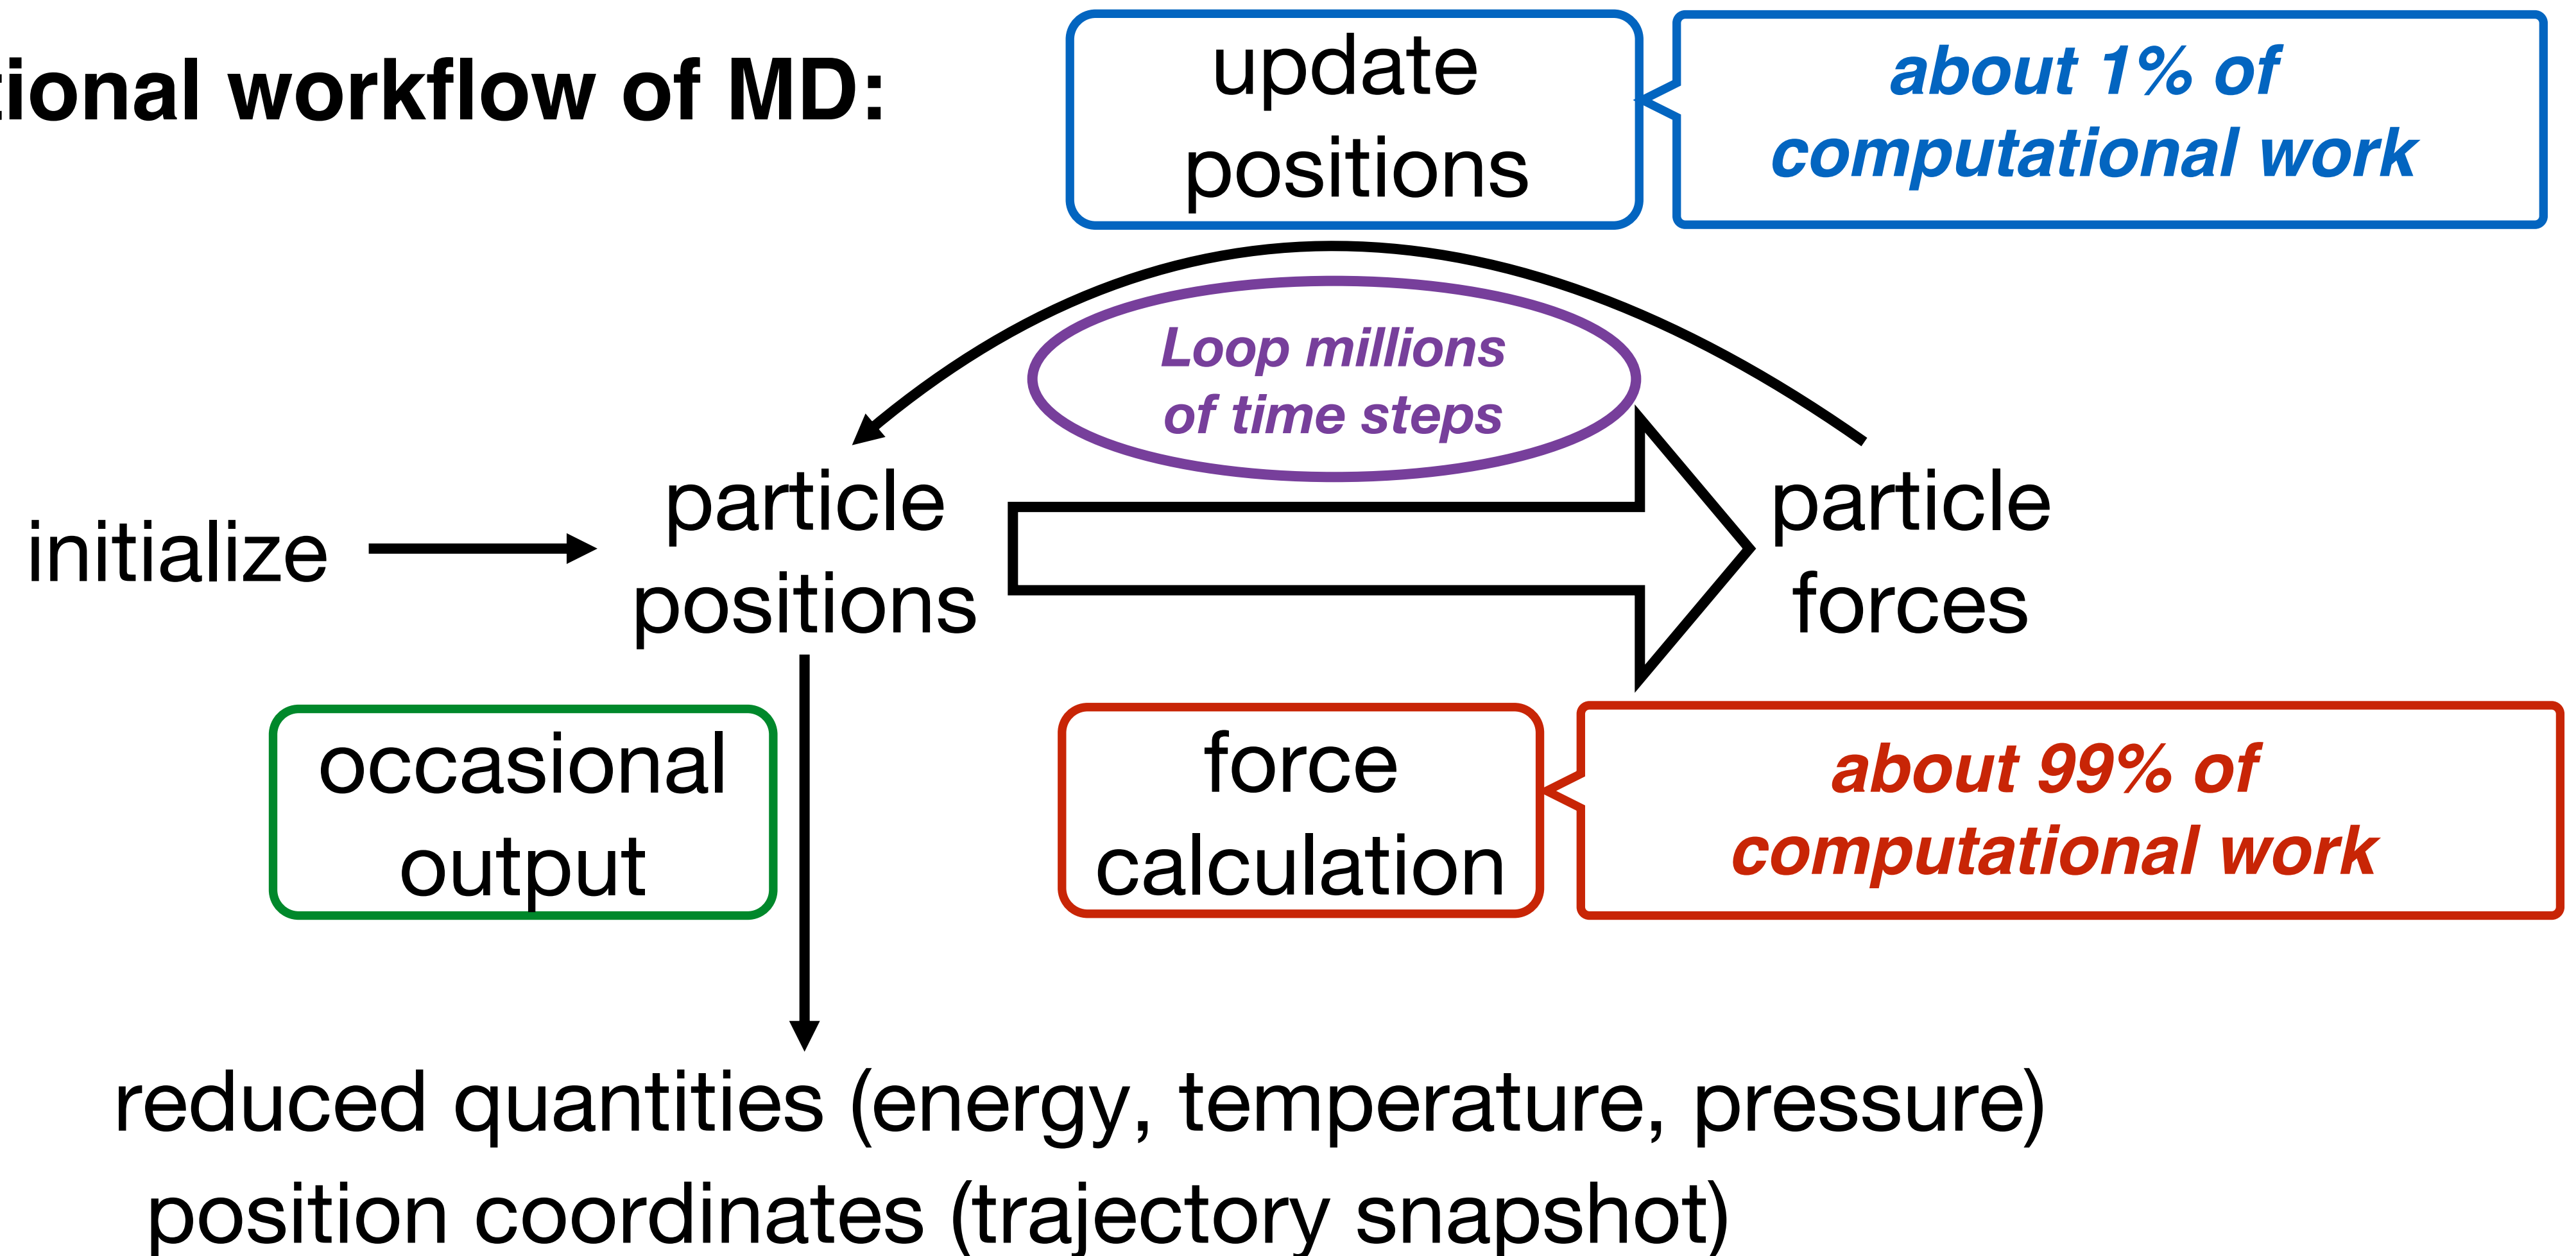 tional workflow of MD:
update
positions
about 1% of
computational work
Loop millions
of time steps
initialize
particle
positions
particle
forces
occasional
output
force
calculation
about 99% of
computational work
reduced quantities (energy, temperature, pressure)
position coordinates (trajectory snapshot)